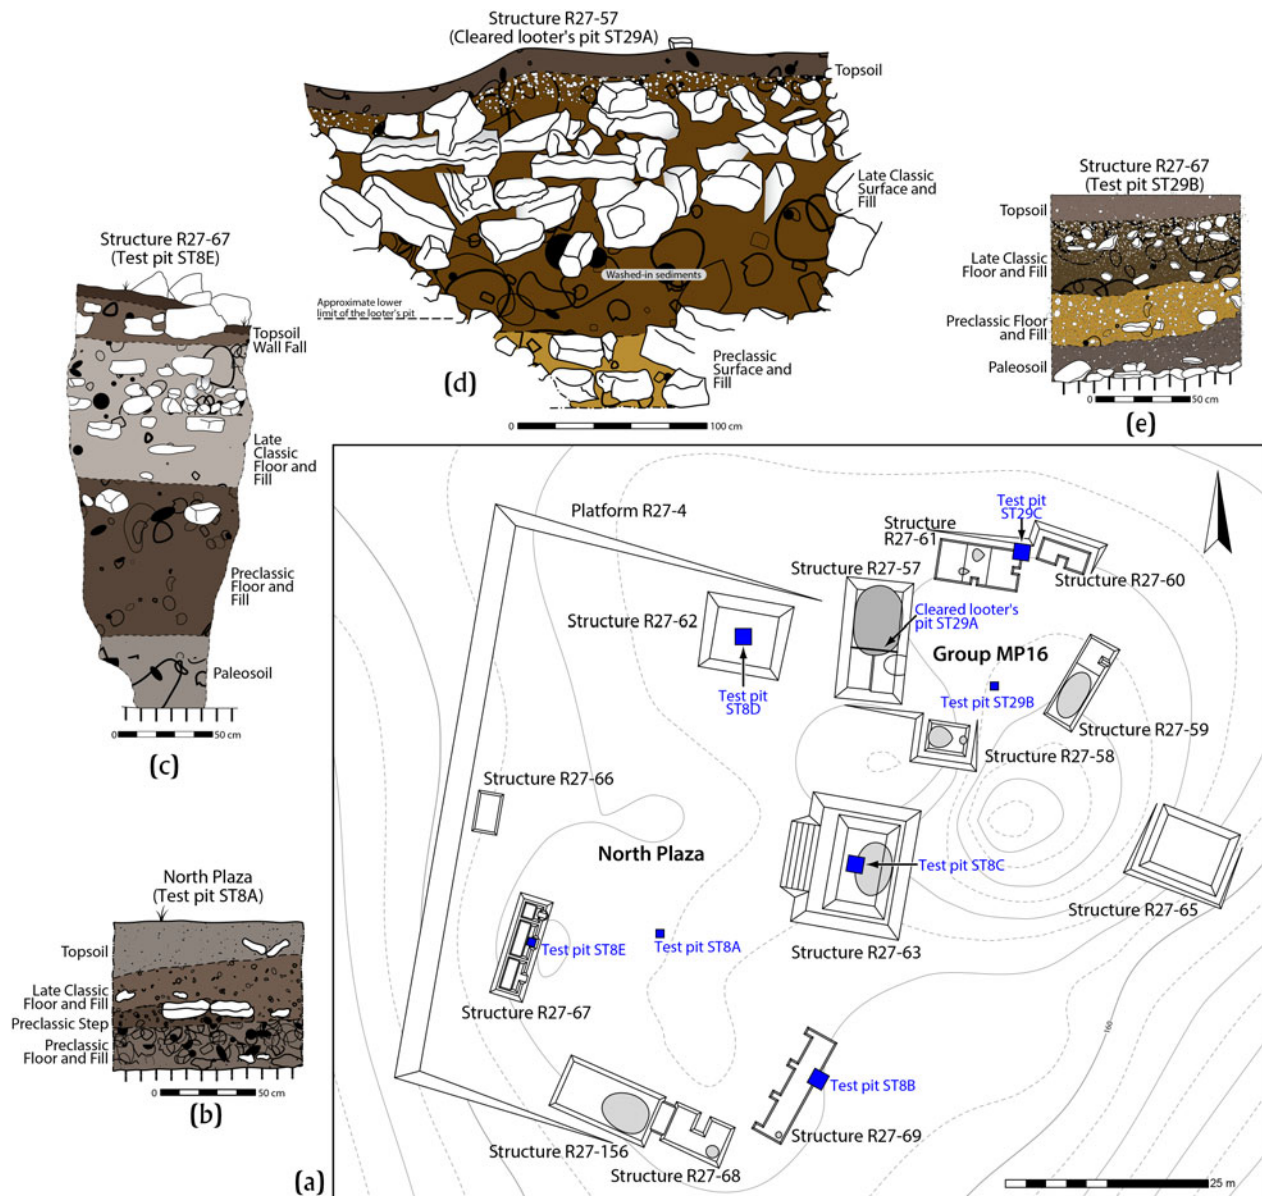 Structure R27-57
(Cleared looter's pit ST29A)
Topsoil
Late Classic
Surface and
Fill
Washed-in sediments
Approximate lower
limit of the looter's pit
Preclassic
Surface and
Fill
(d)
0
100 cm
Structure R27-67
(Test pit ST29B)
Topsoil
Late Classic
Floor and Fill
Preclassic Floor
and Fill
Paleosoil
0
50 cm
(e)
Structure R27-67
(Test pit ST8E)
Topsoil
Wall Fall
Late
Classic
Floor and
Fill
Preclassic
Floor and
Fill
Paleosoil
0
50 cm
(c)
North Plaza
(Test pit ST8A)
Topsoil
Late Classic
Floor and Fill
Preclassic Step
Preclassic
Floor and Fill
0
50 cm
(b)
(a)
Platform R27-4
Test pit
ST29C
Structure
R27-61
Structure R27-57
Structure R27-60
Structure R27-62
Cleared looter's
pit ST29A
Group MP16
Test pit
ST8D
Test pit ST29B
Structure R27-59
Structure R27-58
Structure R27-66
North Plaza
Test pit ST8C
Structure R27-65
Test pit ST8E
Test pit ST8A
Structure R27-63
Structure R27-67
160
Test pit ST8B
Structure R27-69
Structure R27-156
Structure R27-68
0
25 m